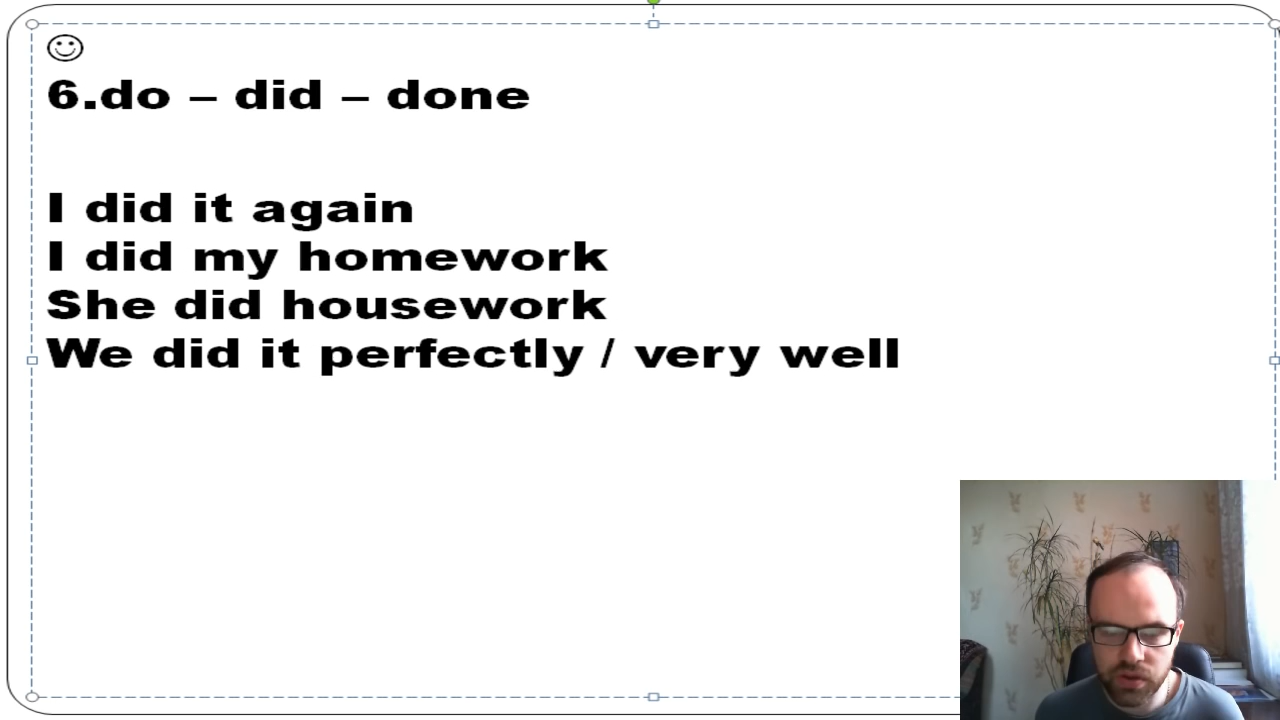 6.do – did – done
I did it again
I did my homework
She did housework
We did it perfectly / very well